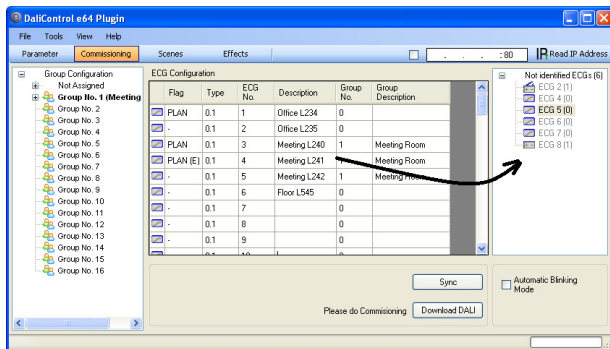 DaliControl e64 Plugin
File Tools View Help
Parameter Commissioning Scenes Effects . . . :80 IP Read IP Address
Group Configuration
Not Assigned
Group No. 1 (Meeting
Group No. 2
Group No. 3
Group No. 4
Group No. 5
Group No. 6
Group No. 7
Group No. 8
Group No. 9
Group No. 10
Group No. 11
Group No. 12
Group No. 13
Group No. 14
Group No. 15
Group No. 16
ECG Configuration
Flag Type ECG No. Description Group No. Group Description
PLAN 0.1 1 Office L234 0
- 0.1 2 Office L235 0
PLAN 0.1 3 Meeting L240 1 Meeting Room
PLAN (E) 0.1 4 Meeting L241 1 Meeting Room
- 0.1 5 Meeting L242 1 Meeting Room
- 0.1 6 Floor L545 0
- 0.1 7 0
- 0.1 8 0
- 0.1 9 0
0.1 10
Sync
Please do Commisioning Download DALI
Not identified ECGs (6)
ECG 2 (1)
ECG 4 (0)
ECG 5 (0)
ECG 6 (0)
ECG 7 (0)
ECG 8 (1)
Automatic Blinking
Mode